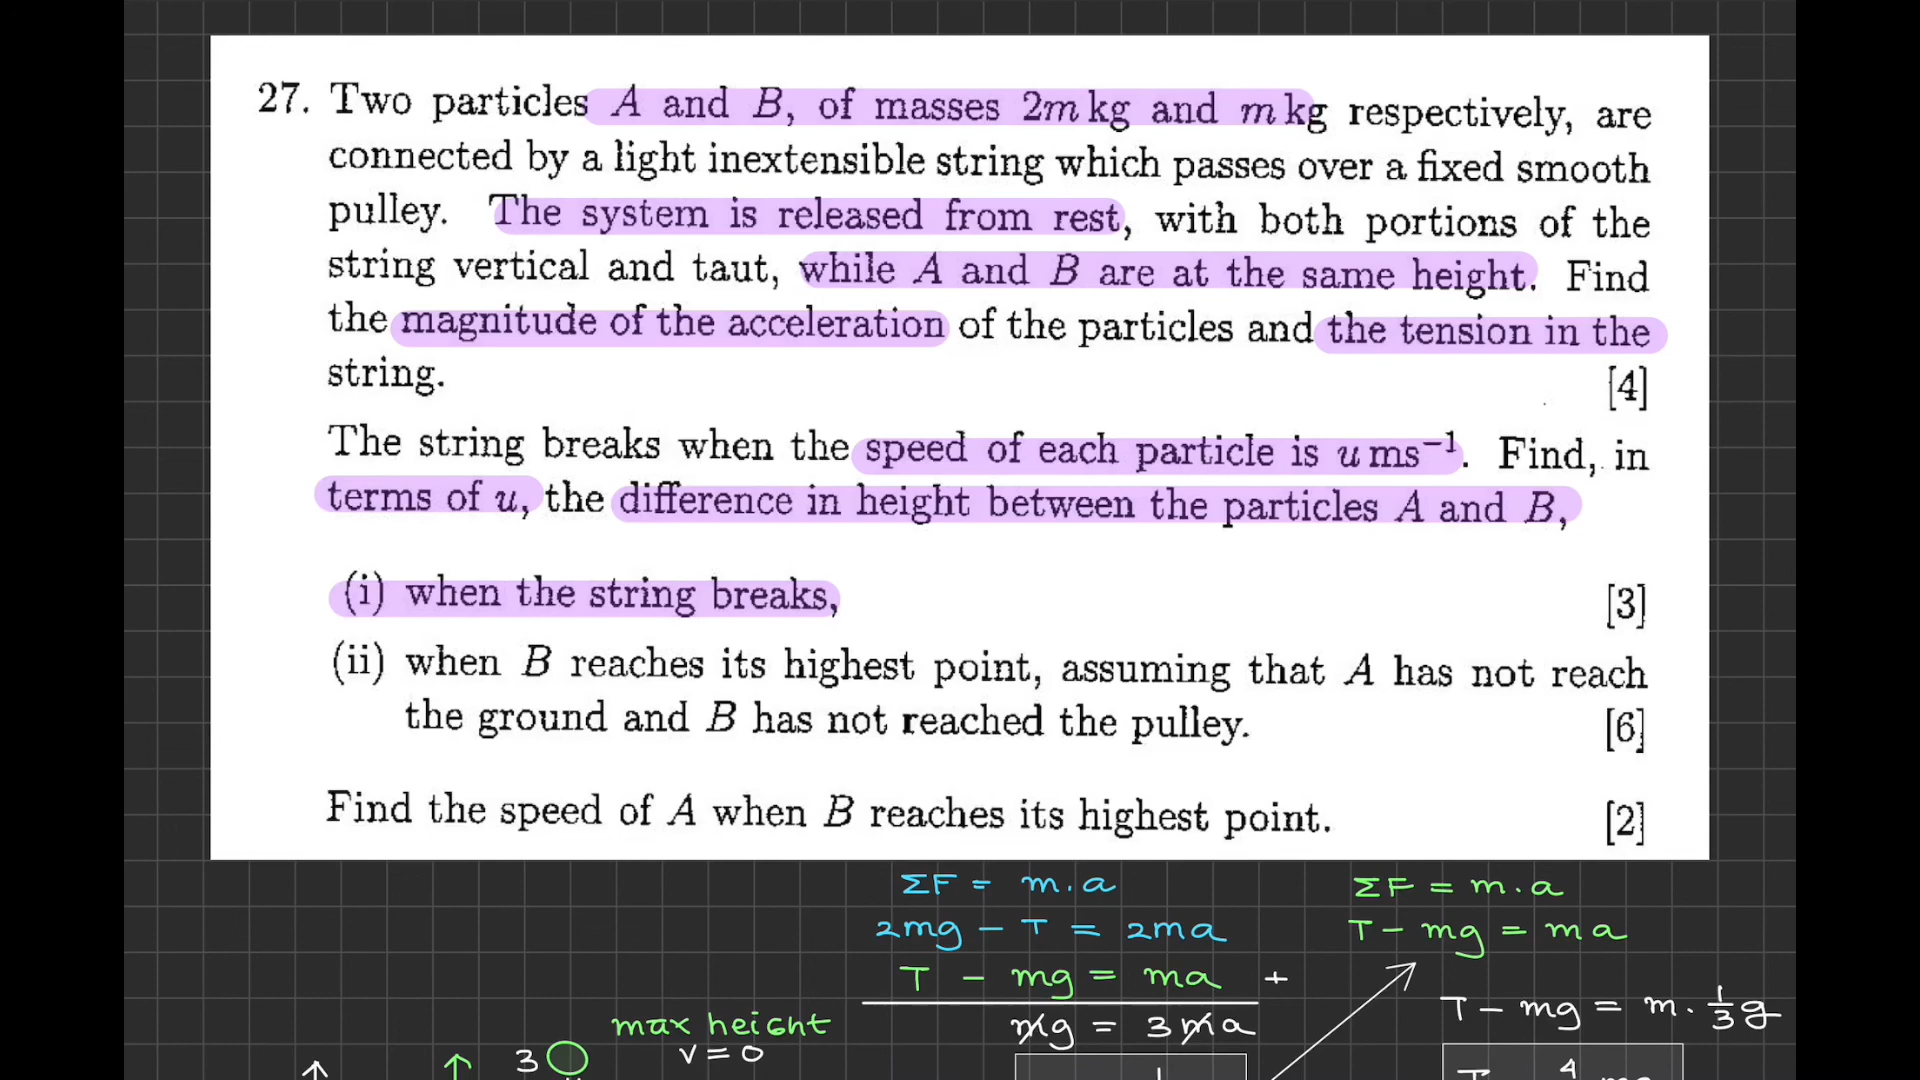 27. Two particles A and B, of masses 2m kg and m kg respectively, are
connected by a light inextensible string which passes over a fixed smooth
pulley. The system is released from rest, with both portions of the
string vertical and taut, while A and B are at the same height. Find
the magnitude of the acceleration of the particles and the tension in the
string. [4]
The string breaks when the speed of each particle is u ms⁻¹. Find, in
terms of u, the difference in height between the particles A and B,
(i) when the string breaks, [3]
(ii) when B reaches its highest point, assuming that A has not reach
the ground and B has not reached the pulley. [6]
Find the speed of A when B reaches its highest point. [2]
ΣF = m.a
2mg - T = 2ma
T - mg = ma +
mg = 3ma
ΣF = m.a
T - mg = ma
T - mg = m. 1/3 g
max height
v = 0
3